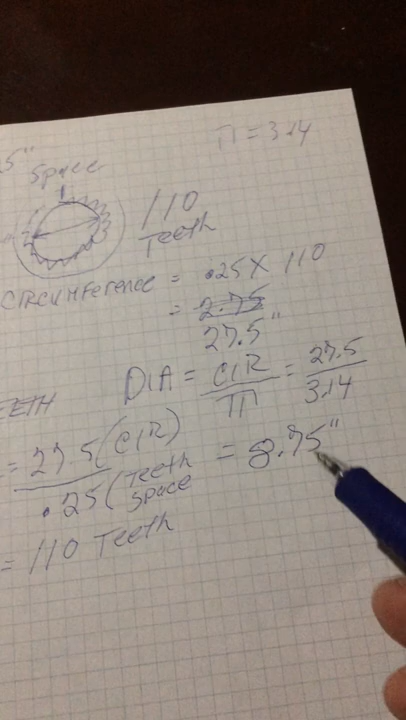 5"
π = 3.14
Space
110
Teeth
CIRCUMFERENCE = .25 X 110
= 2.75
27.5"
DIA = CIR / π = 27.5 / 3.14
= 8.75"
TEETH
= 27.5 (CIR)
.25 (Teeth
Space
= 110 Teeth